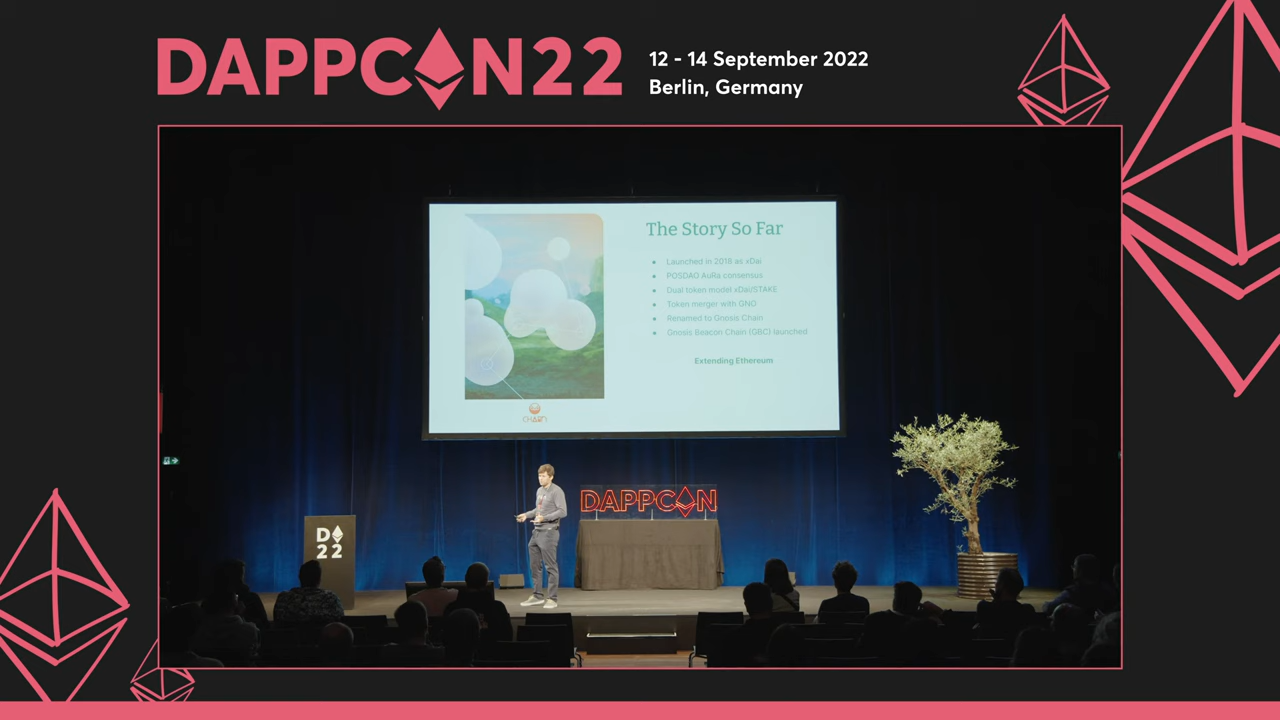 DAPPCON22
12 - 14 September 2022
Berlin, Germany
The Story So Far
Launched in 2018 as xDai
POSDAO AuRa consensus
Dual token model xDai/STAKE
Token merger with GNO
Renamed to Gnosis Chain
Gnosis Beacon Chain (GBC) launched
Extending Ethereum
CHAIN
DAPPCON
D
22